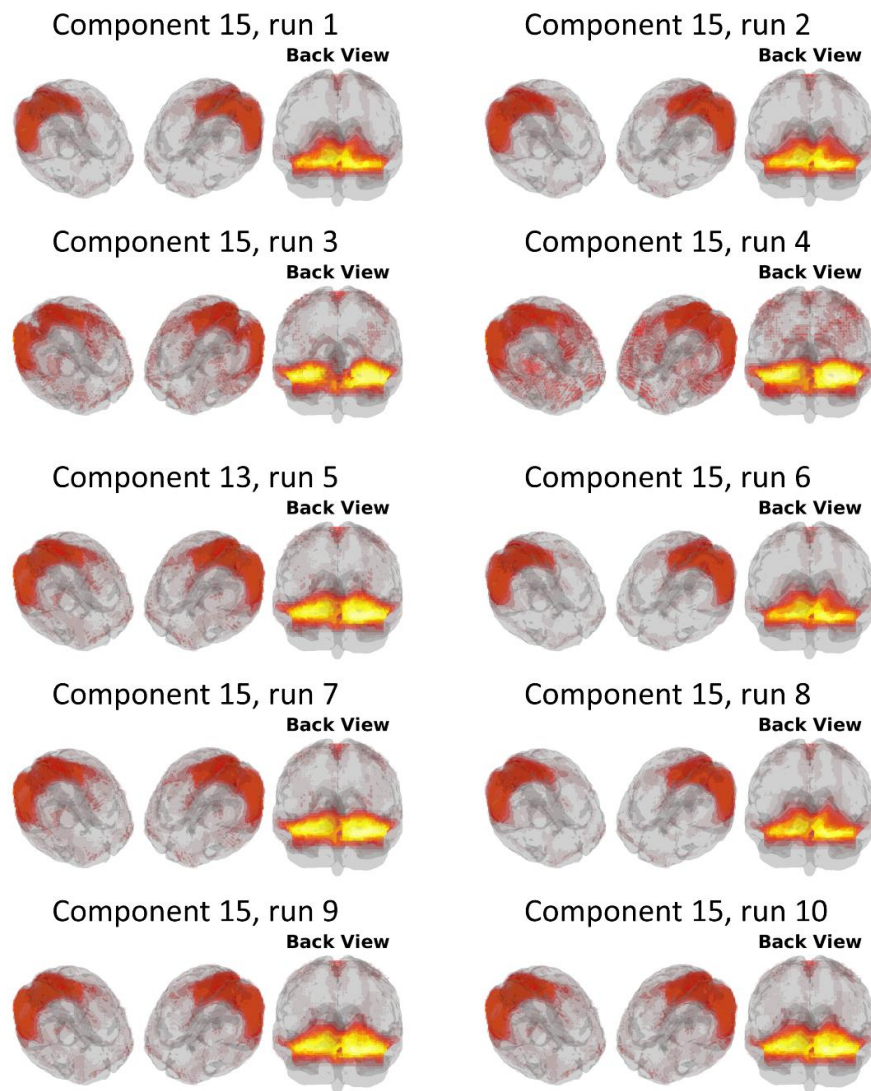 Component 15, run 1
Back View
Component 15, run 2
Back View
Component 15, run 3
Back View
Component 15, run 4
Back View
Component 13, run 5
Back View
Component 15, run 6
Back View
Component 15, run 7
Back View
Component 15, run 8
Back View
Component 15, run 9
Back View
Component 15, run 10
Back View